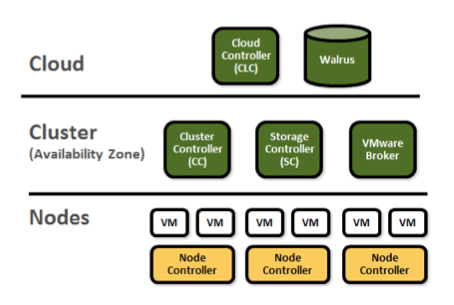 Cloud
Cloud
Controller
(CLC)
Walrus
Cluster
(Availability Zone)
Cluster
Controller
(CC)
Storage
Controller
(SC)
VMware
Broker
Nodes
VM VM VM VM VM VM
Node
Controller
Node
Controller
Node
Controller